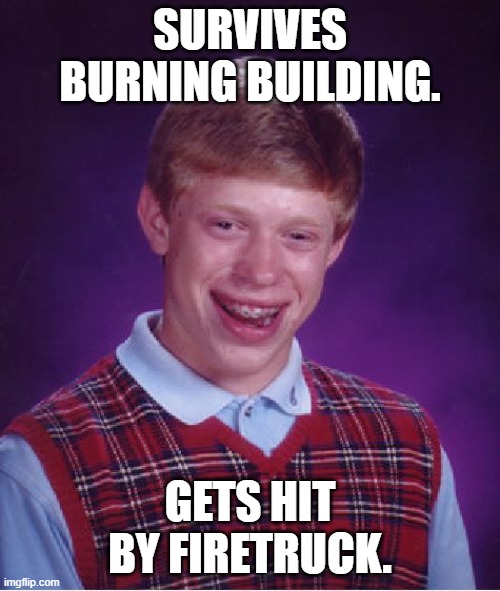 SURVIVES
BURNING BUILDING.
GETS HIT
BY FIRETRUCK.
imgflip.com